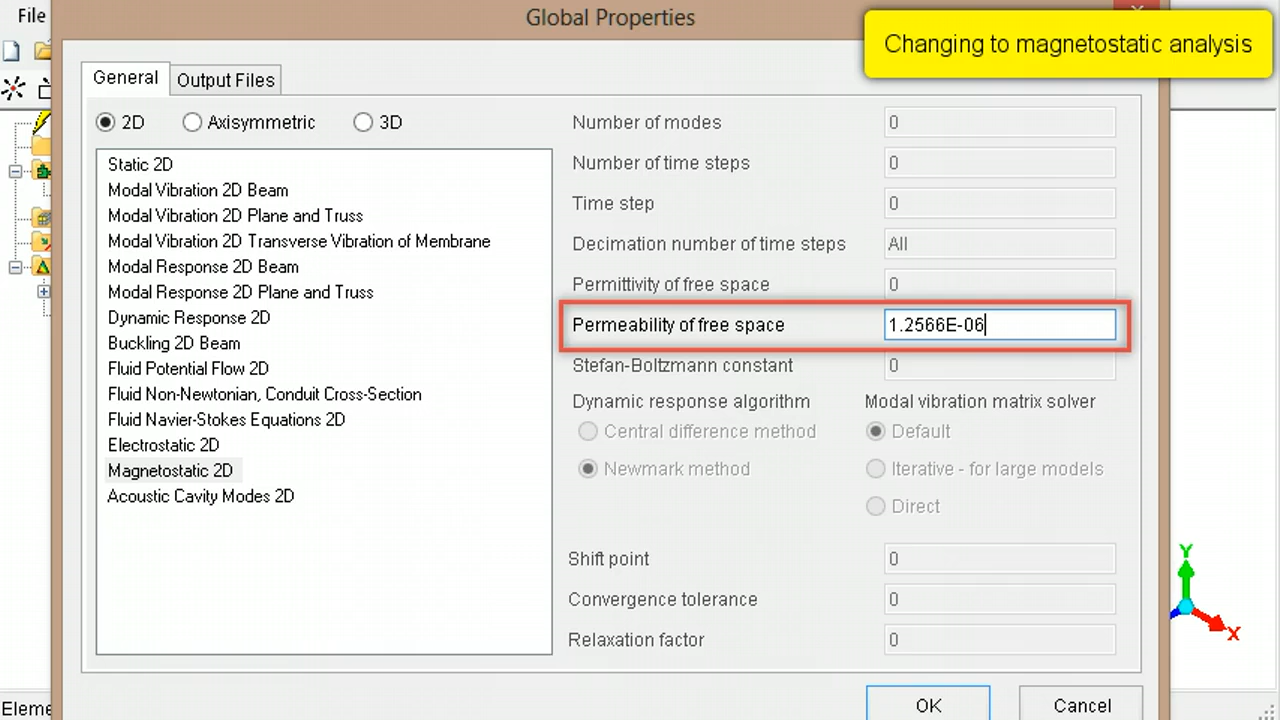 File
Global Properties
Changing to magnetostatic analysis
General
Output Files
2D
Axisymmetric
3D
Static 2D
Modal Vibration 2D Beam
Modal Vibration 2D Plane and Truss
Modal Vibration 2D Transverse Vibration of Membrane
Modal Response 2D Beam
Modal Response 2D Plane and Truss
Dynamic Response 2D
Buckling 2D Beam
Fluid Potential Flow 2D
Fluid Non-Newtonian, Conduit Cross-Section
Fluid Navier-Stokes Equations 2D
Electrostatic 2D
Magnetostatic 2D
Acoustic Cavity Modes 2D
Number of modes 0
Number of time steps 0
Time step 0
Decimation number of time steps All
Permittivity of free space 0
Permeability of free space 1.2566E-06
Stefan-Boltzmann constant 0
Dynamic response algorithm
Central difference method
Newmark method
Modal vibration matrix solver
Default
Iterative - for large models
Direct
Shift point 0
Convergence tolerance 0
Relaxation factor 0
OK
Cancel
Y
X
Eleme